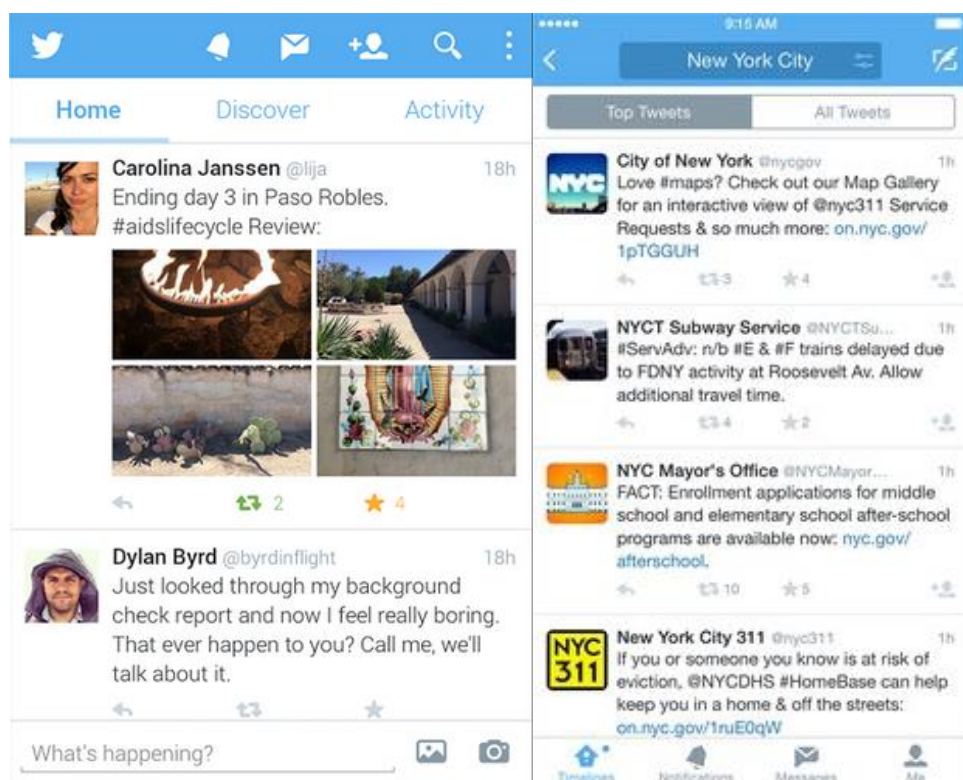 Home Discover Activity
Carolina Janssen @lija 18h
Ending day 3 in Paso Robles.
#aidslifecycle Review:
2 4
Dylan Byrd @byrdinflight 18h
Just looked through my background
check report and now I feel really boring.
That ever happen to you? Call me, we'll
talk about it.
What's happening?
9:15 AM
New York City
Top Tweets All Tweets
NYC
City of New York @nycgov 1h
Love #maps? Check out our Map Gallery
for an interactive view of @nyc311 Service
Requests & so much more: on.nyc.gov/
1pTGGUH
3 4
NYCT Subway Service @NYCTSu... 1h
#ServAdv: n/b #E & #F trains delayed due
to FDNY activity at Roosevelt Av. Allow
additional travel time.
4 2
NYC Mayor's Office @NYCMayor... 1h
FACT: Enrollment applications for middle
school and elementary school after-school
programs are available now: nyc.gov/
afterschool.
10 5
NYC
311
New York City 311 @nyc311 1h
If you or someone you know is at risk of
eviction, @NYCDHS #HomeBase can help
keep you in a home & off the streets:
on.nyc.gov/1ruE0qW
Timelines Notifications Messages Me